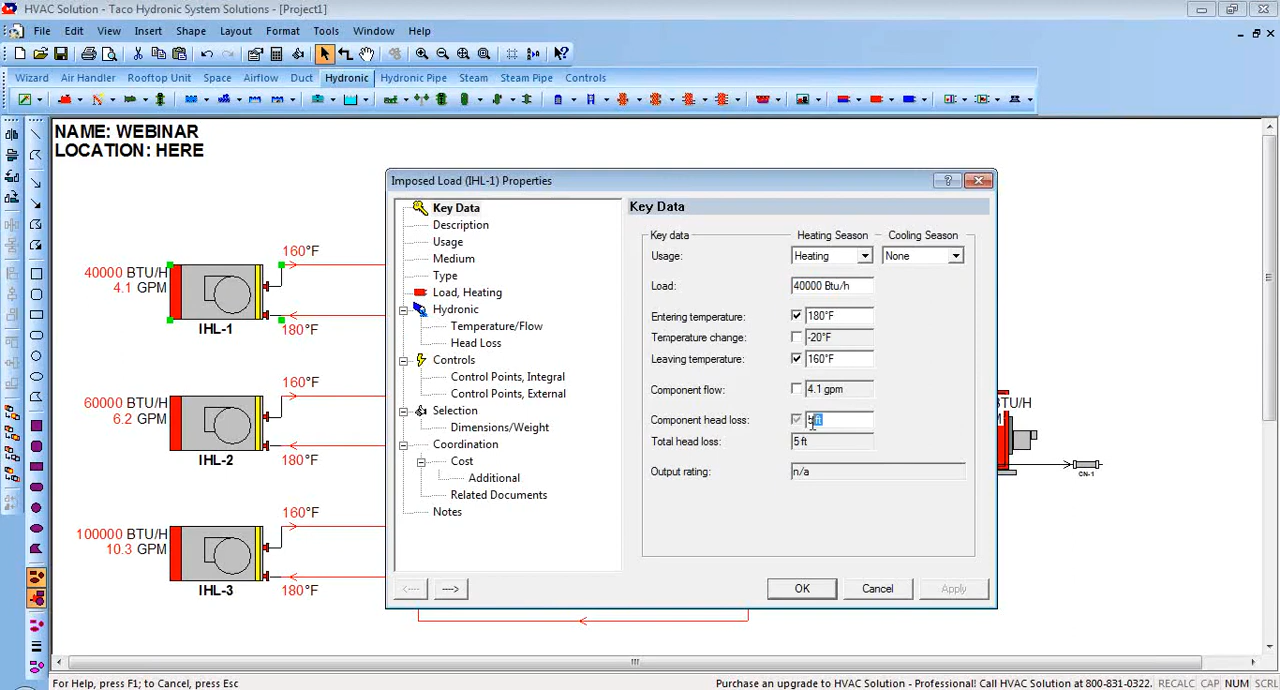 HVAC Solution - Taco Hydronic System Solutions - [Project1]
File Edit View Insert Shape Layout Format Tools Window Help
Wizard Air Handler Rooftop Unit Space Airflow Duct Hydronic Hydronic Pipe Steam Steam Pipe Controls
NAME: WEBINAR
LOCATION: HERE
40000 BTU/H
4.1 GPM
160°F
180°F
IHL-1
60000 BTU/H
6.2 GPM
160°F
180°F
IHL-2
100000 BTU/H
10.3 GPM
160°F
180°F
IHL-3
Imposed Load (IHL-1) Properties
Key Data
Description
Usage
Medium
Type
Load, Heating
Hydronic
Temperature/Flow
Head Loss
Controls
Control Points, Integral
Control Points, External
Selection
Dimensions/Weight
Coordination
Cost
Additional
Related Documents
Notes
Key Data
Key data Heating Season Cooling Season
Usage: Heating None
Load: 40000 Btu/h
Entering temperature: 180°F
Temperature change: -20°F
Leaving temperature: 160°F
Component flow: 4.1 gpm
Component head loss: ft
Total head loss: 5 ft
Output rating: n/a
<--- ---> OK Cancel Apply
TU/H
CN-1
For Help, press F1; to Cancel, press Esc
Purchase an upgrade to HVAC Solution - Professional! Call HVAC Solution at 800-831-0322. RECALC CAP NUM SCRL